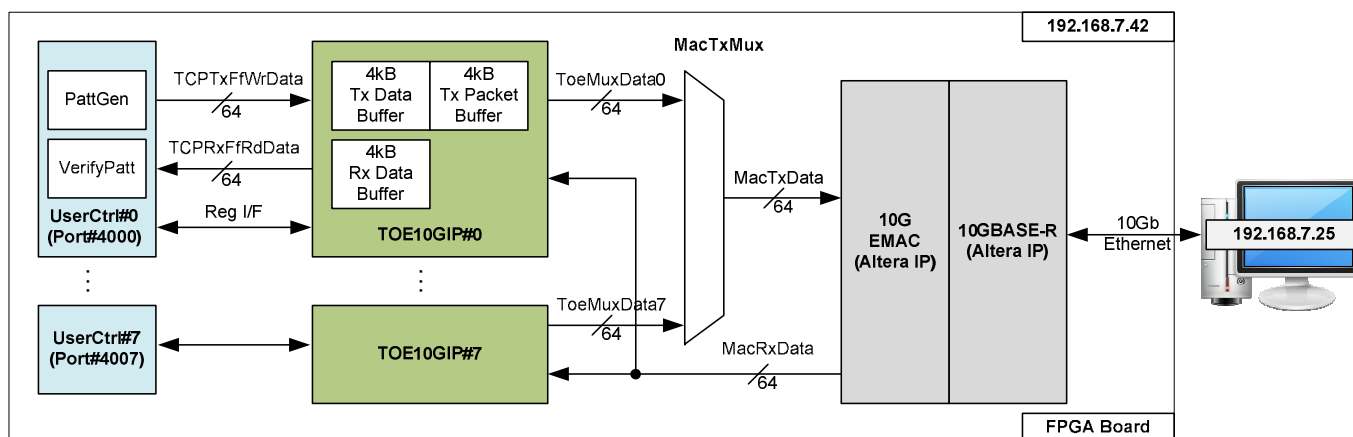 192.168.7.42
MacTxMux
PattGen
VerifyPatt
UserCtrl#0
(Port#4000)
TCPTxFfWrData
64
TCPRxFfRdData
64
Reg I/F
4kB
Tx Data
Buffer
4kB
Tx Packet
Buffer
4kB
Rx Data
Buffer
TOE10GIP#0
ToeMuxData0
64
MacTxData
64
10G
EMAC
(Altera IP)
10GBASE-R
(Altera IP)
10Gb
Ethernet
192.168.7.25
UserCtrl#7
(Port#4007)
TOE10GIP#7
ToeMuxData7
64
MacRxData
64
FPGA Board